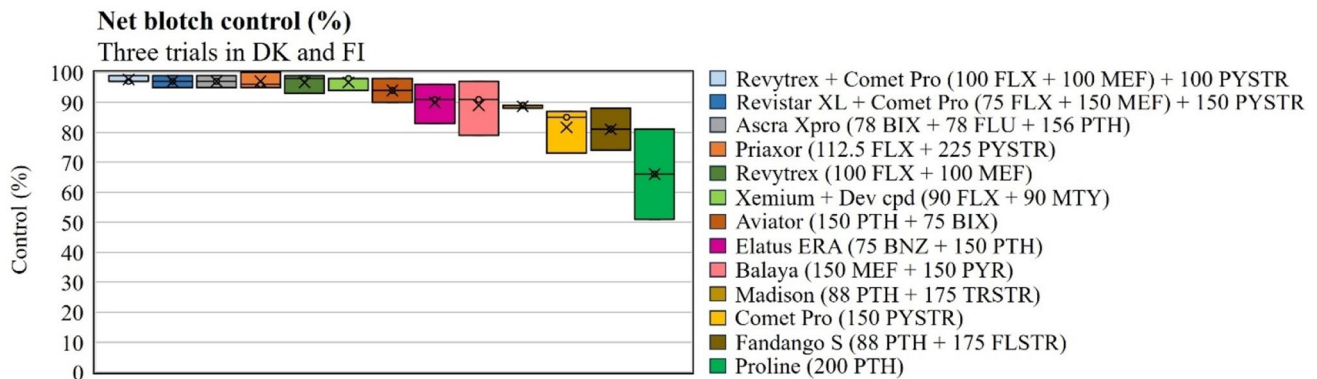 Net blotch control (%)
Three trials in DK and FI
Control (%)
100
90
80
70
60
50
40
30
20
10
0
Revytrex + Comet Pro (100 FLX + 100 MEF) + 100 PYSTR
Revistar XL + Comet Pro (75 FLX + 150 MEF) + 150 PYSTR
Ascra Xpro (78 BIX + 78 FLU + 156 PTH)
Priaxor (112.5 FLX + 225 PYSTR)
Revytrex (100 FLX + 100 MEF)
Xemium + Dev cpd (90 FLX + 90 MTY)
Aviator (150 PTH + 75 BIX)
Elatus ERA (75 BNZ + 150 PTH)
Balaya (150 MEF + 150 PYR)
Madison (88 PTH + 175 TRSTR)
Comet Pro (150 PYSTR)
Fandango S (88 PTH + 175 FLSTR)
Proline (200 PTH)